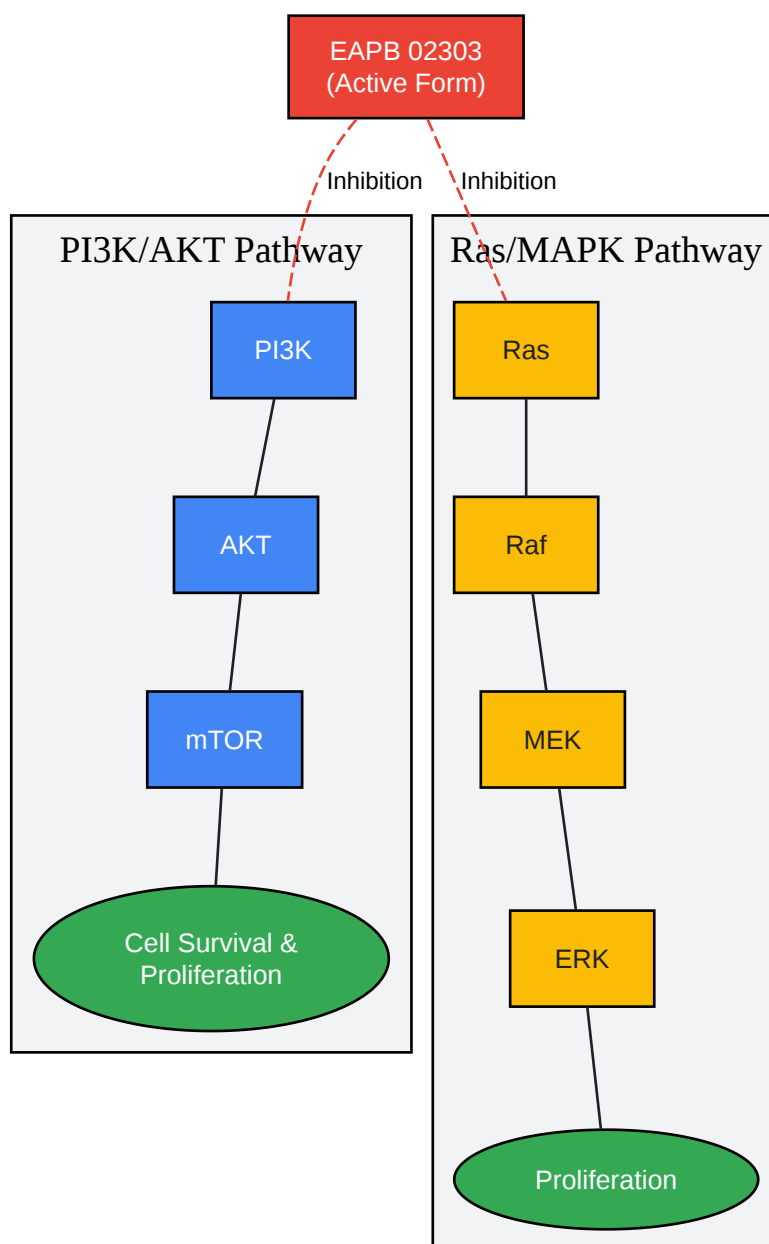 EAPB 02303
(Active Form)
Inhibition
Inhibition
PI3K/AKT Pathway
PI3K
AKT
mTOR
Cell Survival &
Proliferation
Ras/MAPK Pathway
Ras
Raf
MEK
ERK
Proliferation